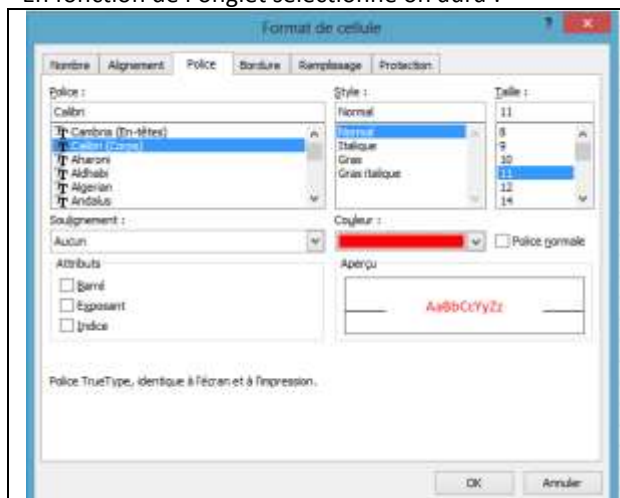 En fonction de l'onglet sélectionné on aura :
Format de cellule
? x
Nombre Alignement Police Bordure Remplissage Protection
Police : Style : Taille :
Calibri Normal 11
Cambria (En-têtes) Normal 8
Calibri (Corps) Italique 9
Aharoni Gras 10
Aldhabi Gras italique 11
Algerian 12
Andalus 14
Soulignement : Couleur :
Aucun Police normale
Attributs Aperçu
Barré
Exposant AaBbCcYyZz
Indice
Police TrueType, identique à l'écran et à l'impression.
OK Annuler